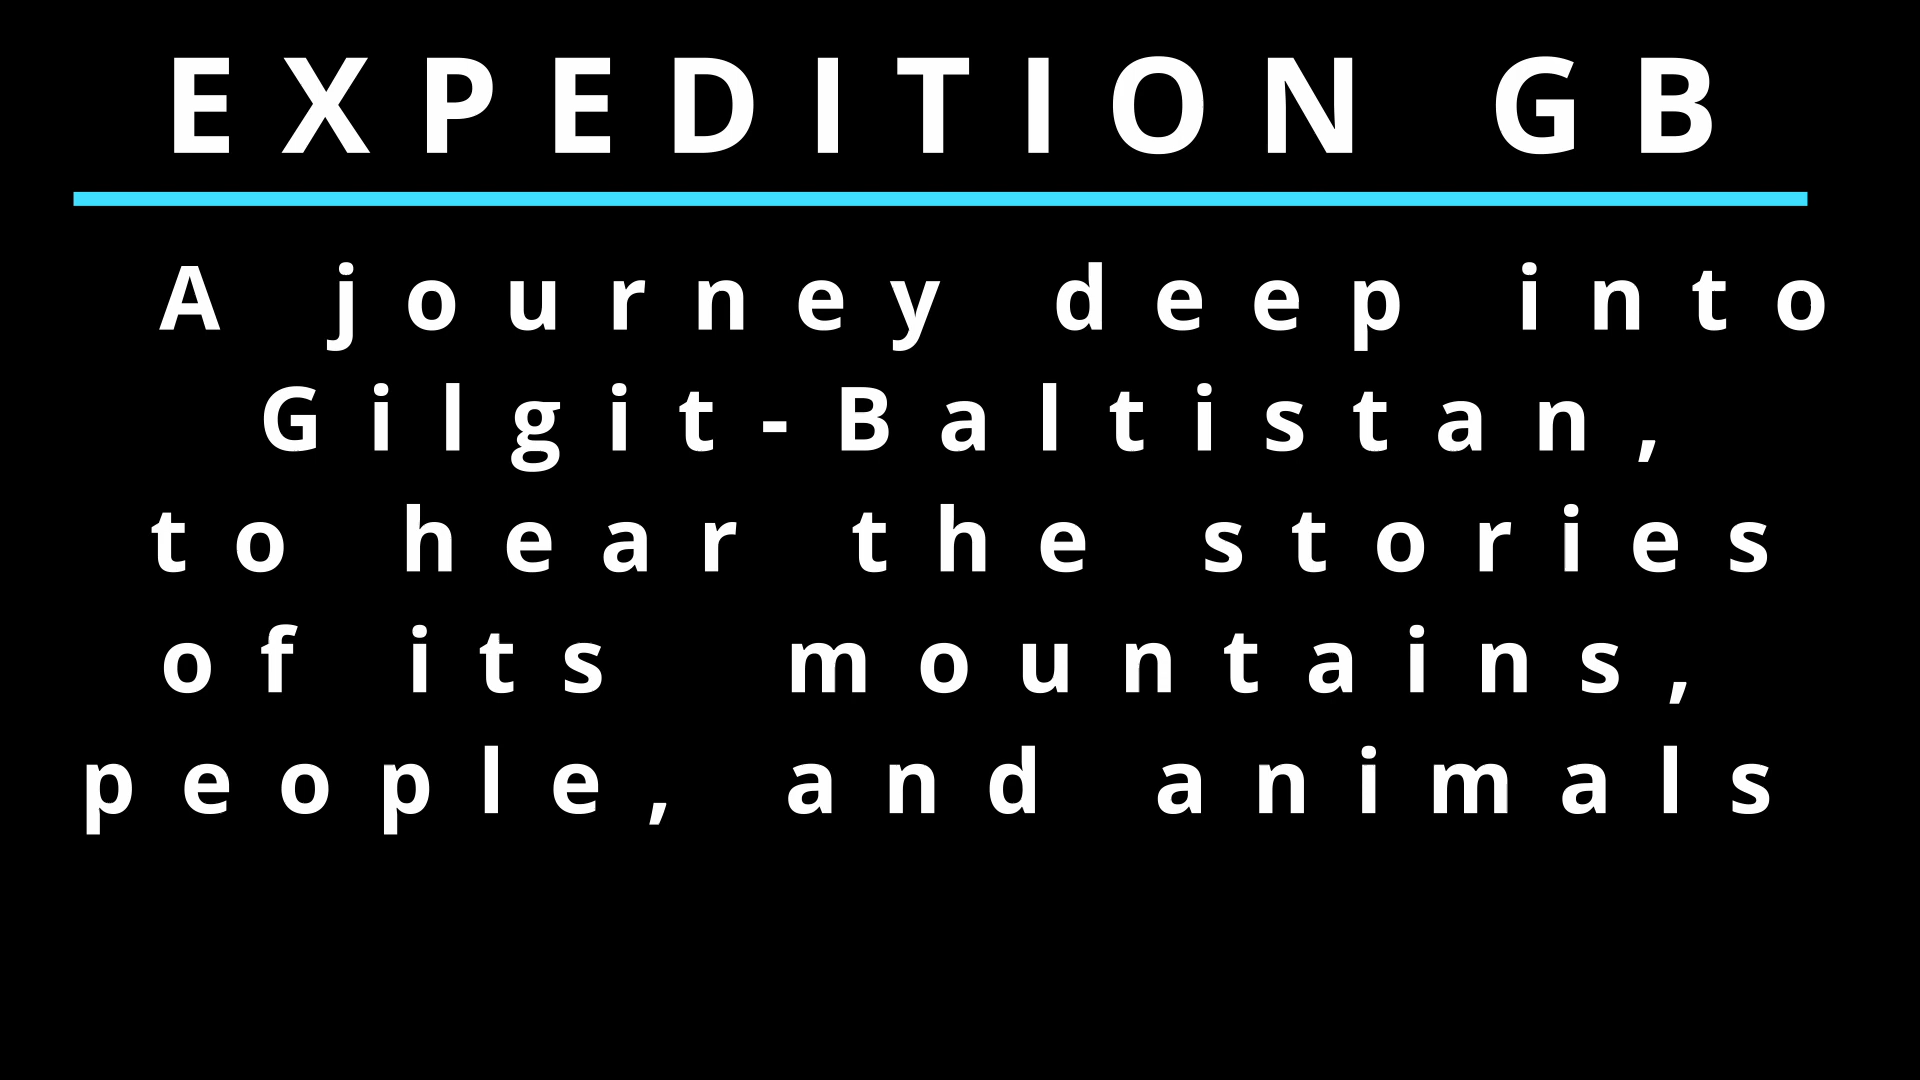 EXPEDITION GB
A journey deep into
Gilgit-Baltistan,
to hear the stories
of its mountains,
people, and animals